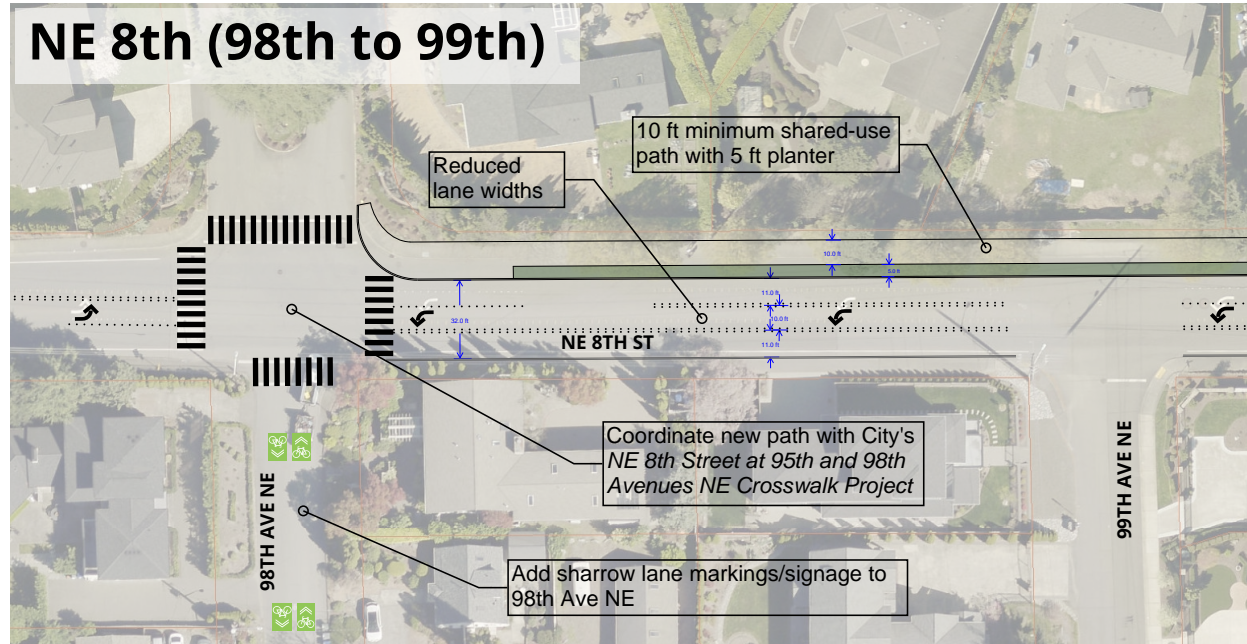 NE 8th (98th to 99th)
10 ft minimum shared-use
path with 5 ft planter
Reduced
lane widths
10.0 ft
5.0 ft
11.0 ft
32.0 ft
10.0 ft
11.0 ft
NE 8TH ST
Coordinate new path with City's
NE 8th Street at 95th and 98th
Avenues NE Crosswalk Project
98TH AVE NE
99TH AVE NE
Add sharrow lane markings/signage to
98th Ave NE